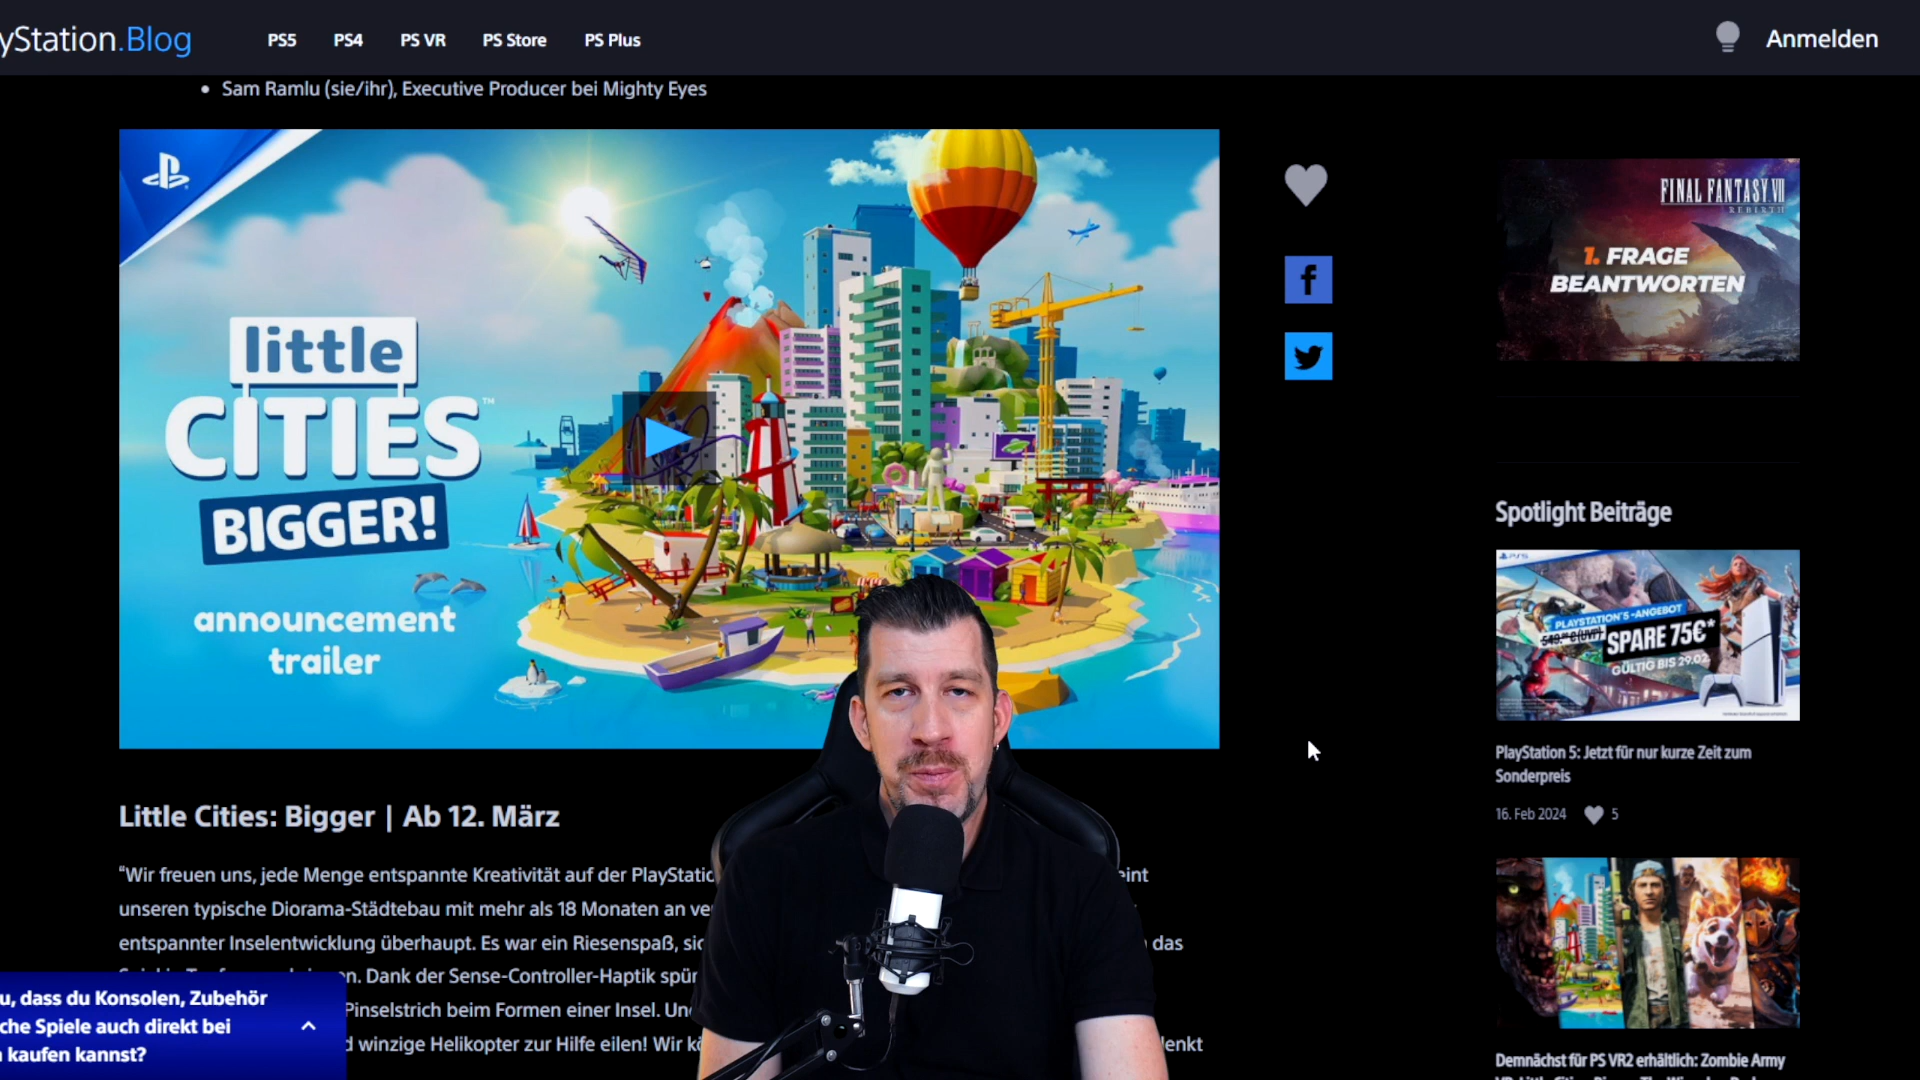 yStation.Blog
PS5
PS4
PS VR
PS Store
PS Plus
Anmelden
Sam Ramlu (sie/ihr), Executive Producer bei Mighty Eyes
little
CITIES™
BIGGER!
announcement
trailer
FINAL FANTASY VII
REBIRTH
1. FRAGE
BEANTWORTEN
Spotlight Beiträge
PS5
PLAYSTATION®5-ANGEBOT
SPARE 75€*
GÜLTIG BIS 29.02.
PlayStation 5: Jetzt für nur kurze Zeit zum
Sonderpreis
16. Feb 2024
5
Little Cities: Bigger | Ab 12. März
“Wir freuen uns, jede Menge entspannte Kreativität auf der PlayStatio eint
unseren typische Diorama-Städtebau mit mehr als 18 Monaten an ve
entspannter Inselentwicklung überhaupt. Es war ein Riesenspaß, sic das
n. Dank der Sense-Controller-Haptik spür
Pinselstrich beim Formen einer Insel. Un
d winzige Helikopter zur Hilfe eilen! Wir kö enkt
u, dass du Konsolen, Zubehör
che Spiele auch direkt bei
kaufen kannst?
Demnächst für PS VR2 erhältlich: Zombie Army